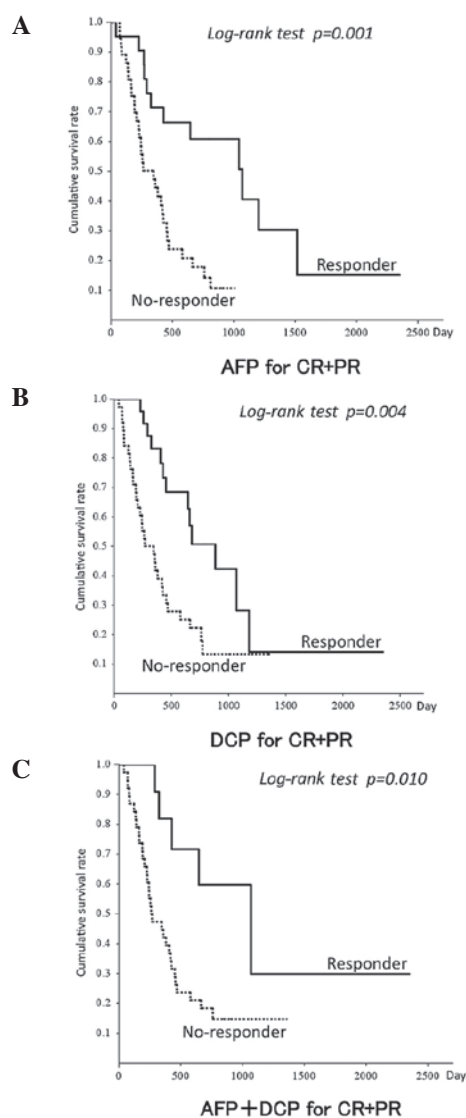 A
Log-rank test p=0.001
Cumulative survival rate
1.0
0.9
0.8
0.7
0.6
0.5
0.4
0.3
0.2
0.1
Responder
No-responder
0 500 1000 1500 2000 2500 Day
AFP for CR+PR
B
Log-rank test p=0.004
Cumulative survival rate
1.0
0.9
0.8
0.7
0.6
0.5
0.4
0.3
0.2
0.1
Responder
No-responder
0 500 1000 1500 2000 2500 Day
DCP for CR+PR
C
Log-rank test p=0.010
Cumulative survival rate
1.0
0.9
0.8
0.7
0.6
0.5
0.4
0.3
0.2
0.1
Responder
No-responder
0 500 1000 1500 2000 2500 Day
AFP+DCP for CR+PR